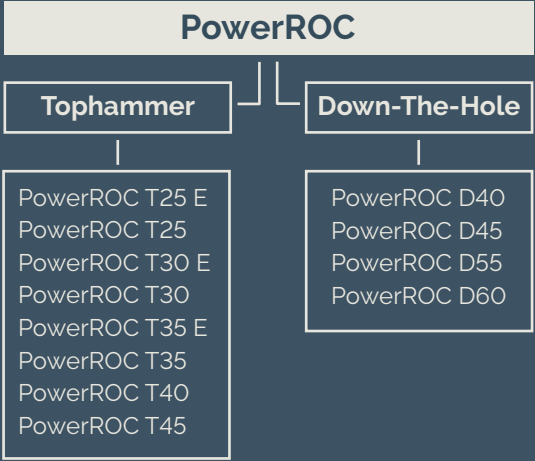 PowerROC
Tophammer
PowerROC T25 E
PowerROC T25
PowerROC T30 E
PowerROC T30
PowerROC T35 E
PowerROC T35
PowerROC T40
PowerROC T45
Down-The-Hole
PowerROC D40
PowerROC D45
PowerROC D55
PowerROC D60